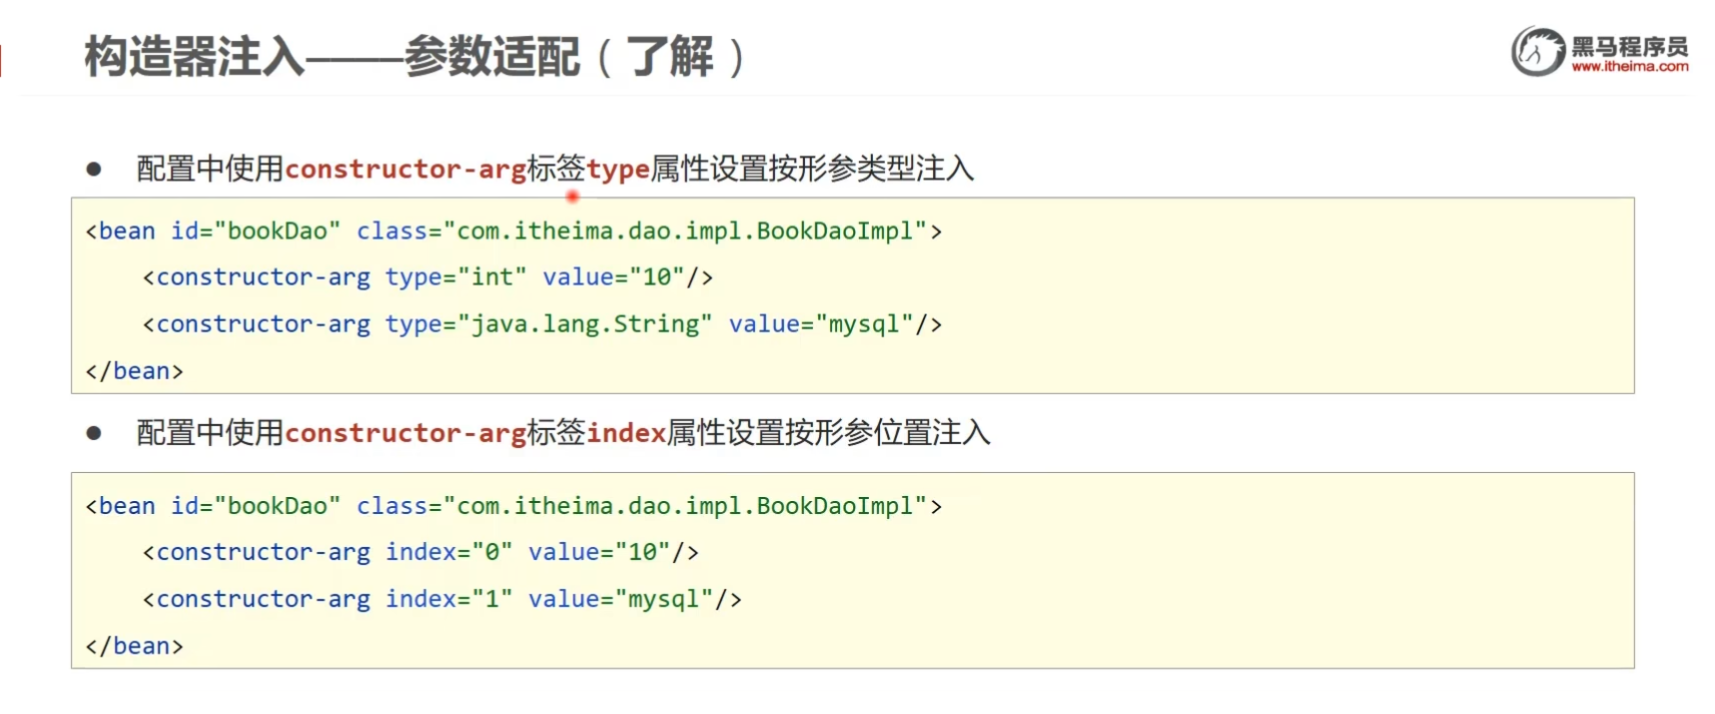 构造器注入——参数适配（了解）
黑马程序员
www.itheima.com
● 配置中使用constructor-arg标签type属性设置按形参类型注入
<bean id="bookDao" class="com.itheima.dao.impl.BookDaoImpl">
    <constructor-arg type="int" value="10"/>
    <constructor-arg type="java.lang.String" value="mysql"/>
</bean>
● 配置中使用constructor-arg标签index属性设置按形参位置注入
<bean id="bookDao" class="com.itheima.dao.impl.BookDaoImpl">
    <constructor-arg index="0" value="10"/>
    <constructor-arg index="1" value="mysql"/>
</bean>